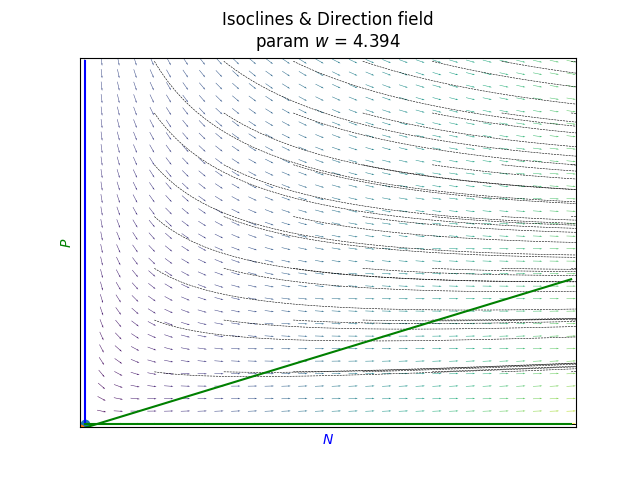 Isoclines & Direction field
param w = 4.394
P
N